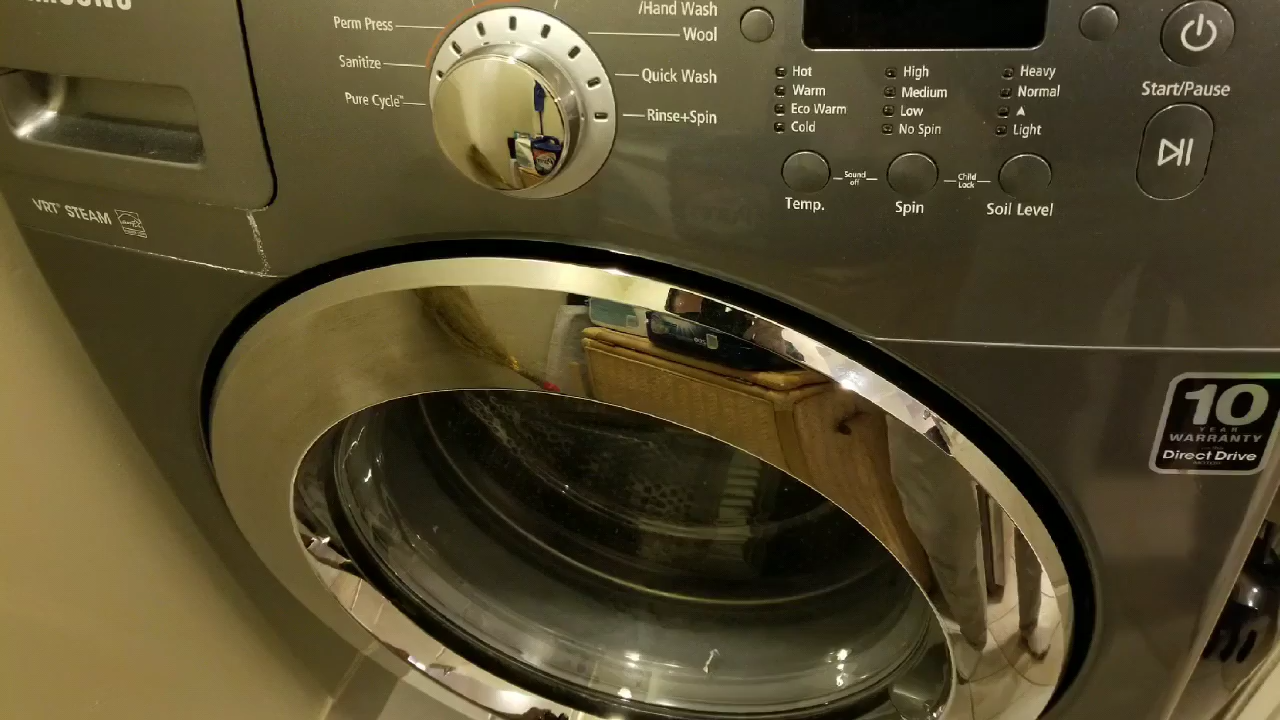 /Hand Wash
Perm Press
Wool
Sanitize
Quick Wash
Pure Cycle™
Rinse+Spin
Hot
Warm
Eco Warm
Cold
High
Medium
Low
No Spin
Heavy
Normal
Light
Start/Pause
Sound off
Child Lock
Temp.
Spin
Soil Level
VRT STEAM
10
YEAR
WARRANTY
Direct Drive